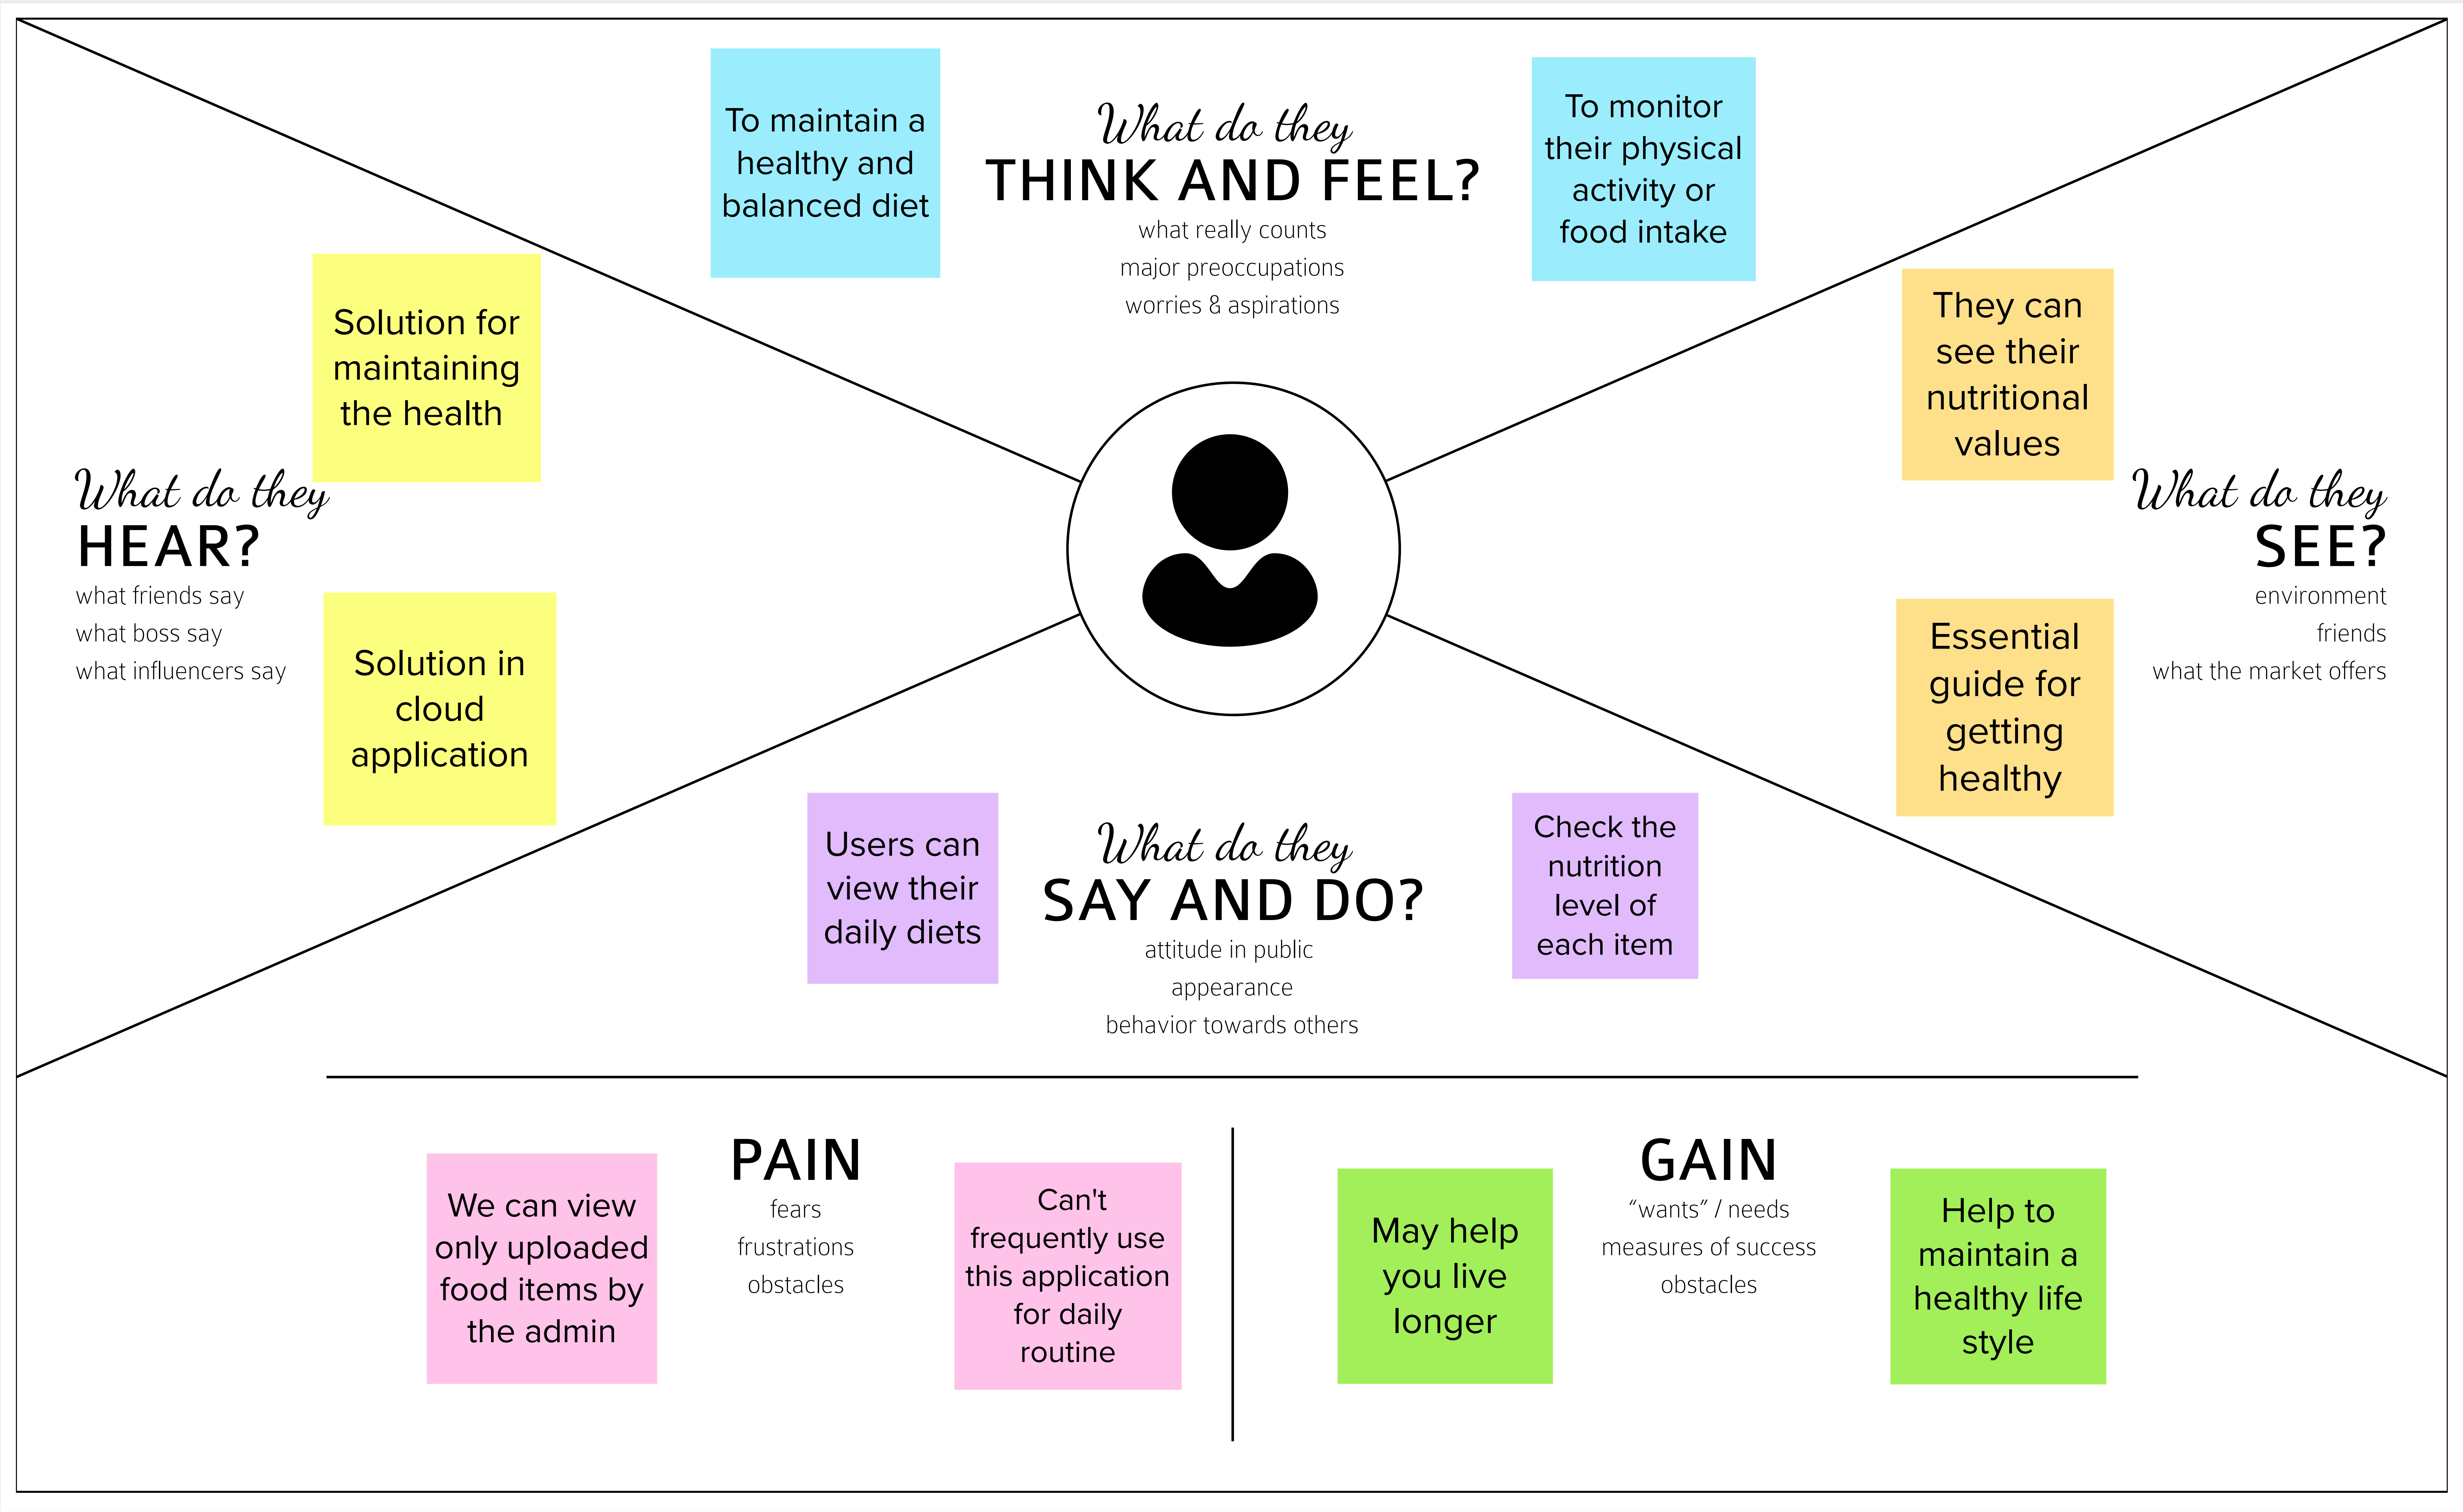 To maintain a
healthy and
balanced diet
What do they
THINK AND FEEL?
what really counts
major preoccupations
worries & aspirations
To monitor
their physical
activity or
food intake
Solution for
maintaining
the health
What do they
HEAR?
what friends say
what boss say
what influencers say
Solution in
cloud
application
They can
see their
nutritional
values
What do they
SEE?
environment
friends
what the market offers
Essential
guide for
getting
healthy
Users can
view their
daily diets
What do they
SAY AND DO?
attitude in public
appearance
behavior towards others
Check the
nutrition
level of
each item
We can view
only uploaded
food items by
the admin
PAIN
fears
frustrations
obstacles
Can't
frequently use
this application
for daily
routine
May help
you live
longer
GAIN
“wants” / needs
measures of success
obstacles
Help to
maintain a
healthy life
style